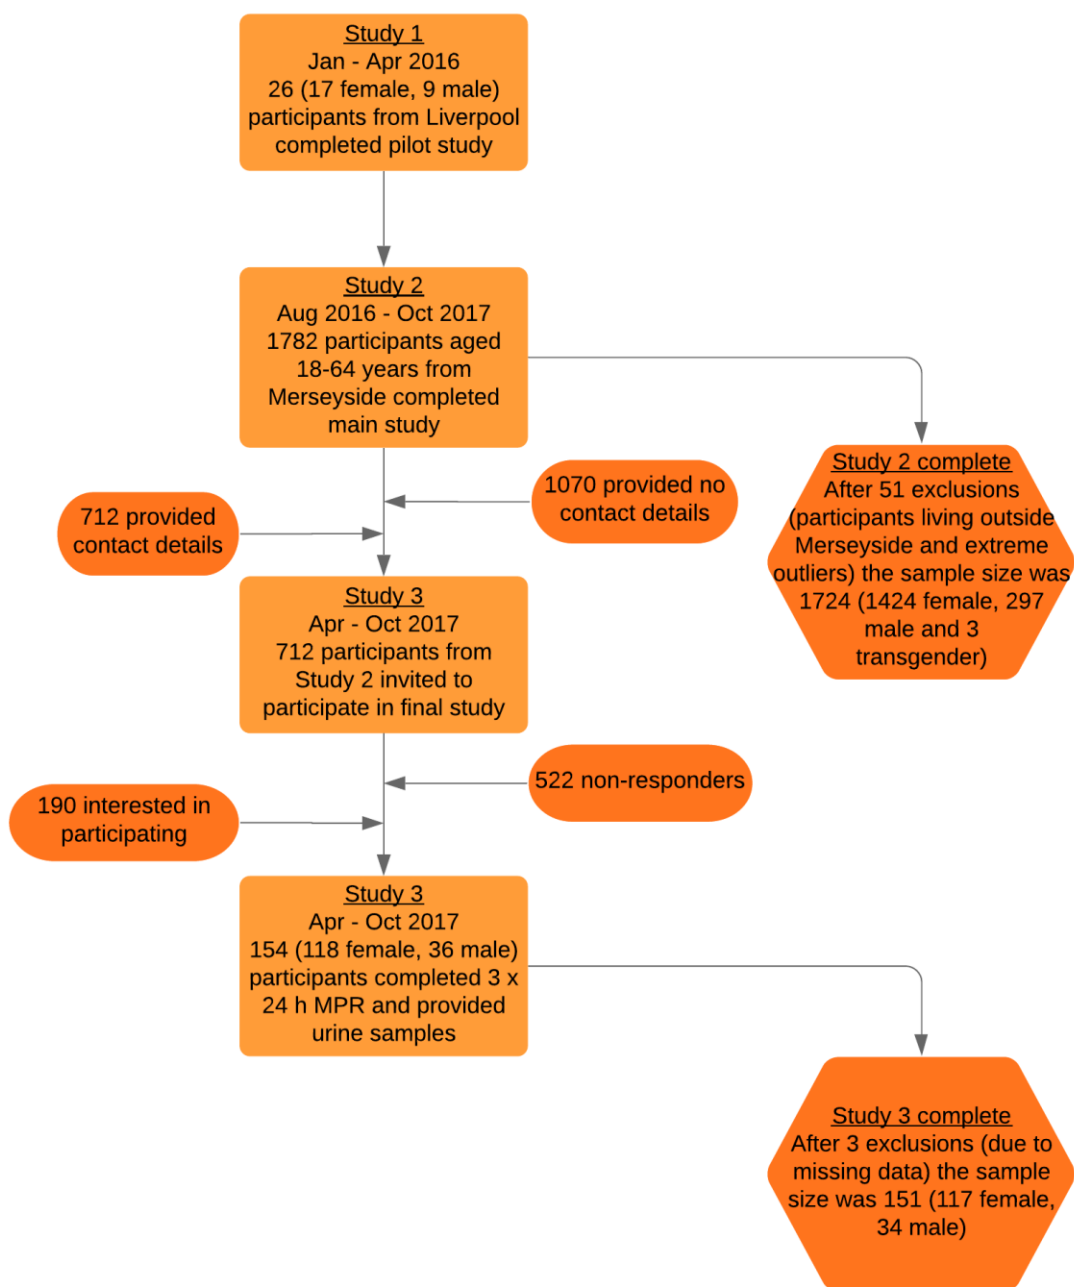 Study 1
Jan - Apr 2016
26 (17 female, 9 male)
participants from Liverpool
completed pilot study
Study 2
Aug 2016 - Oct 2017
1782 participants aged
18-64 years from
Merseyside completed
main study
Study 2 complete
After 51 exclusions
(participants living outside
Merseyside and extreme
outliers) the sample size was
1724 (1424 female, 297
male and 3
transgender)
1070 provided no
contact details
712 provided
contact details
Study 3
Apr - Oct 2017
712 participants from
Study 2 invited to
participate in final study
522 non-responders
190 interested in
participating
Study 3
Apr - Oct 2017
154 (118 female, 36 male)
participants completed 3 x
24 h MPR and provided
urine samples
Study 3 complete
After 3 exclusions (due to
missing data) the sample
size was 151 (117 female,
34 male)